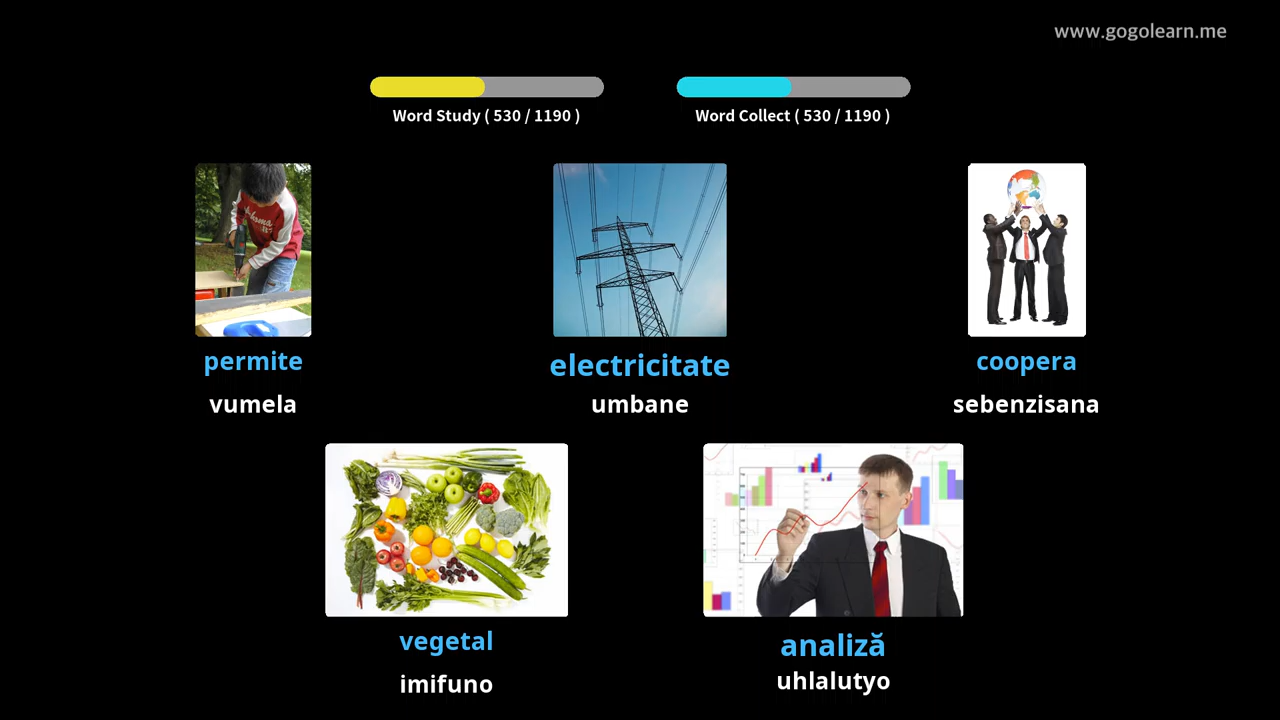 www.gogolearn.me
Word Study ( 530 / 1190 )
Word Collect ( 530 / 1190 )
permite
vumela
electricitate
umbane
coopera
sebenzisana
vegetal
imifuno
analiză
uhlalutyo